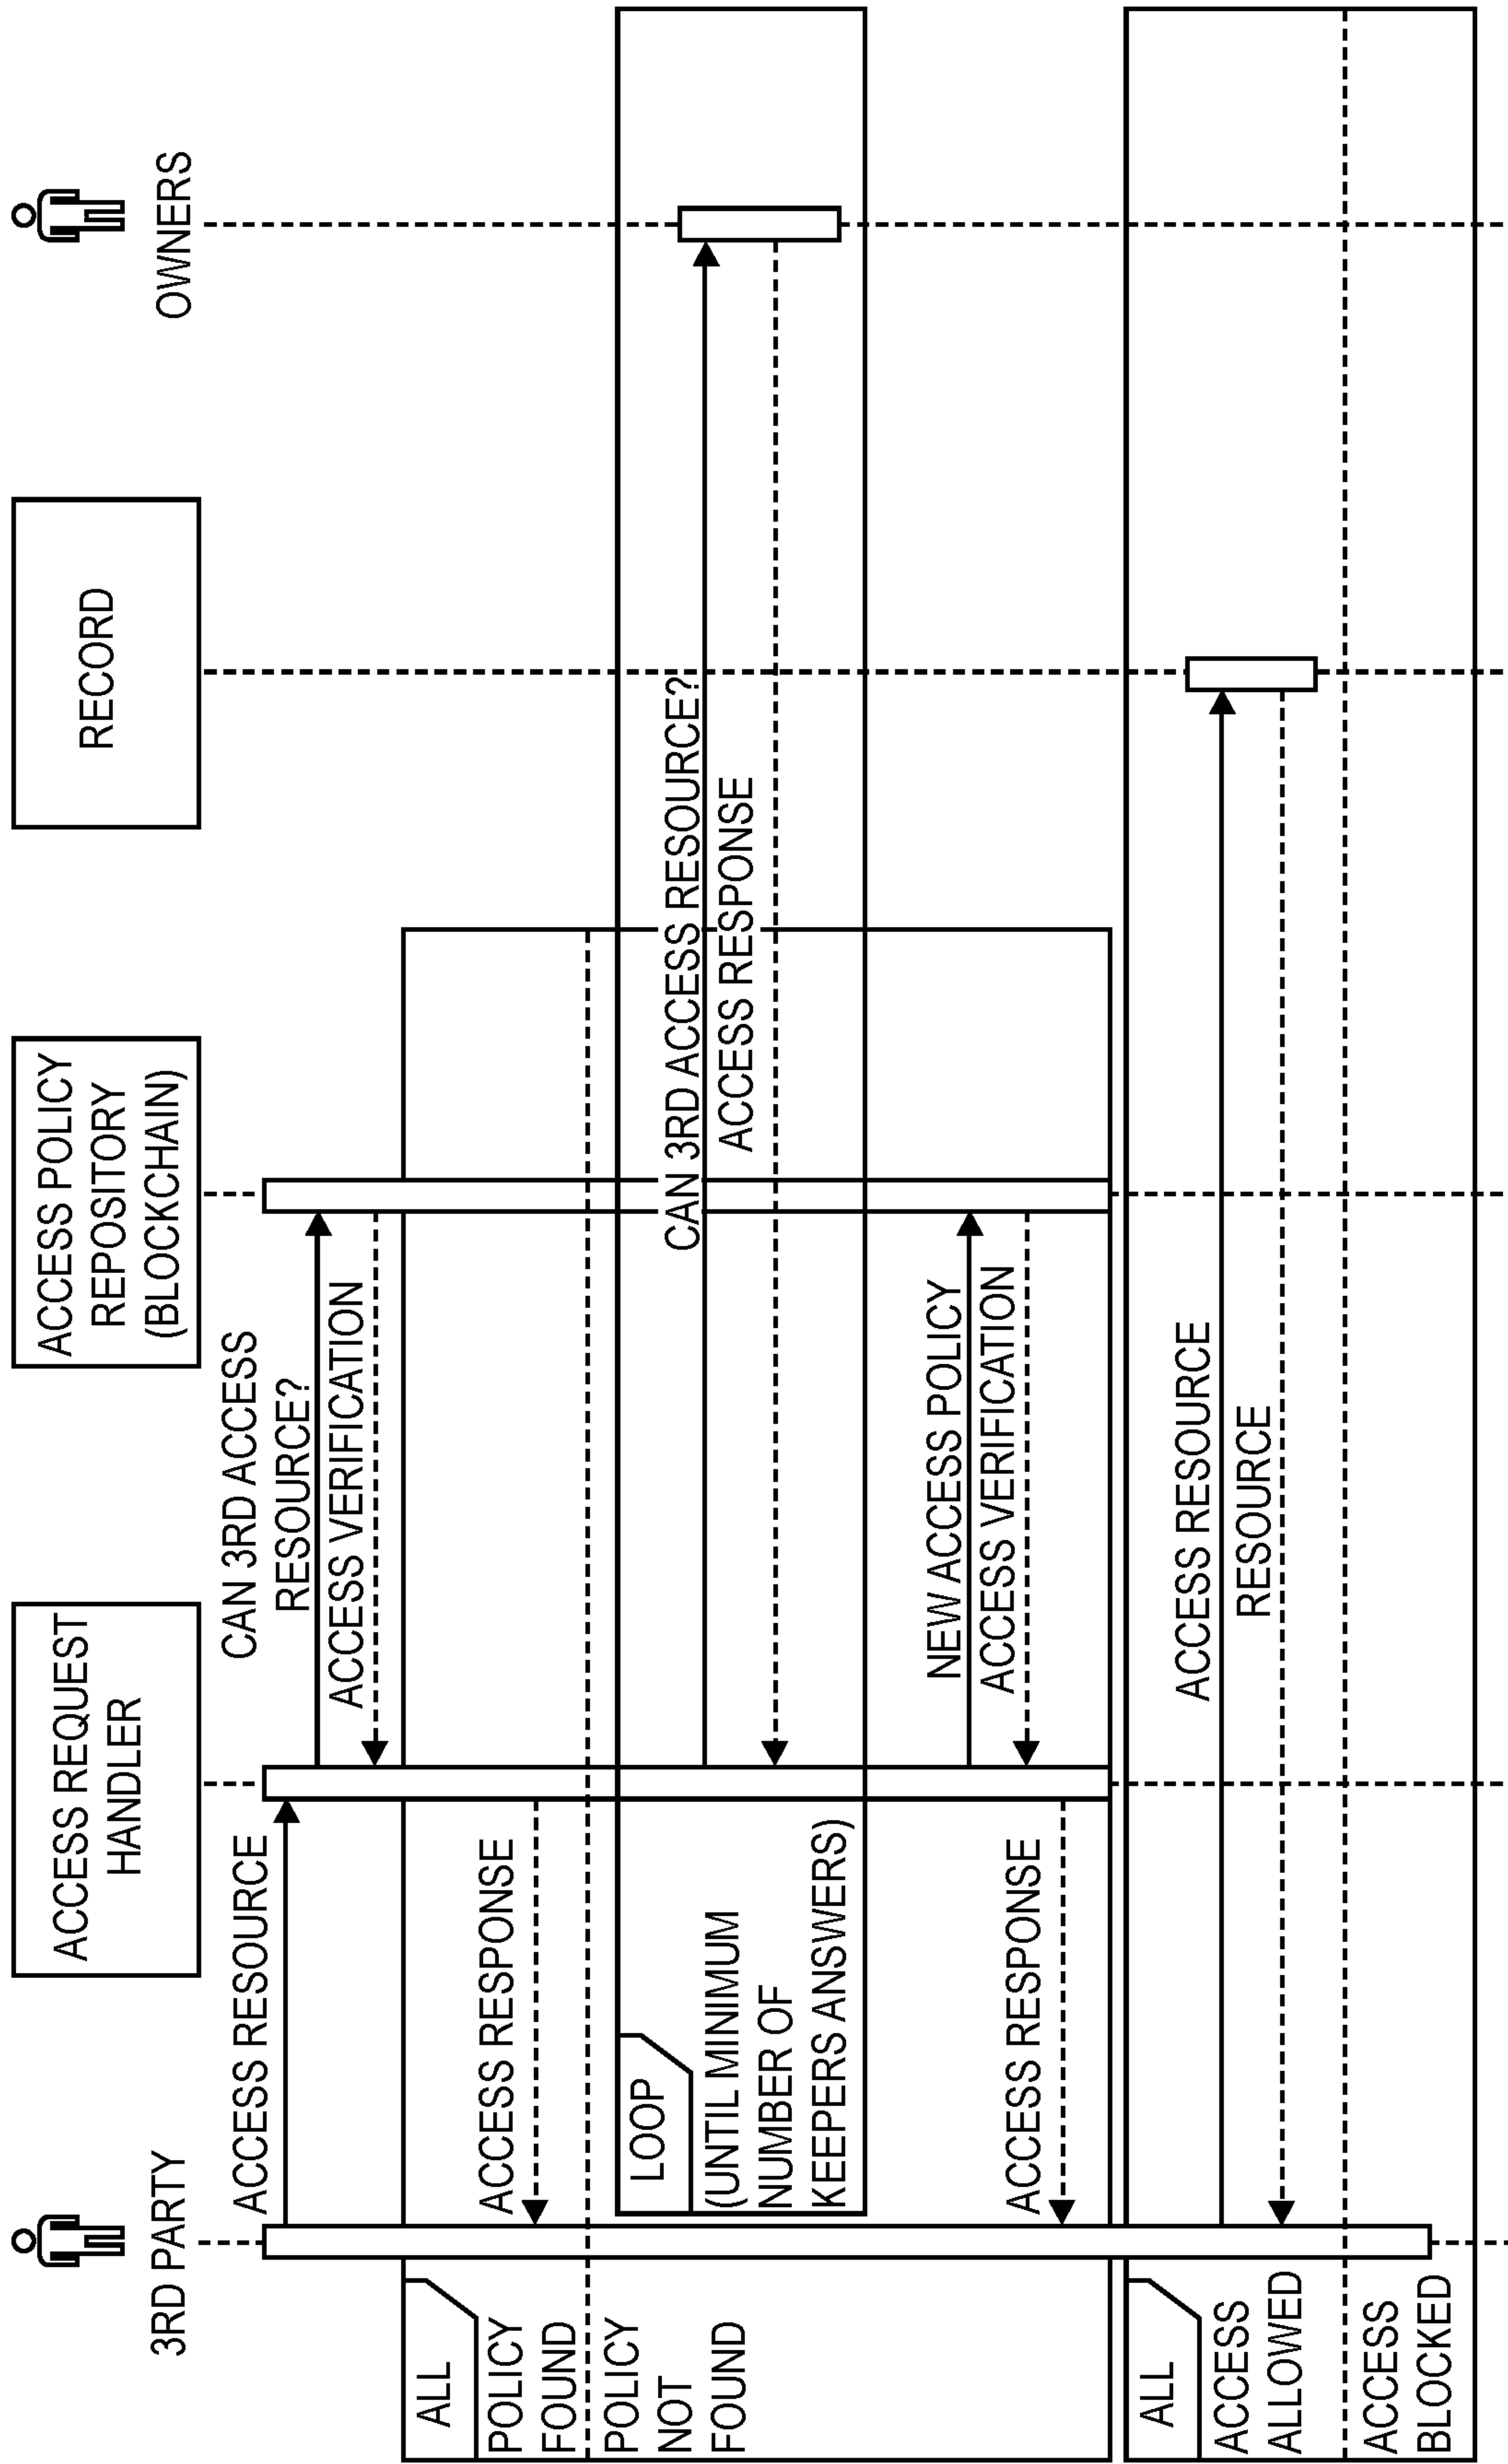 3RD PARTY
ACCESS REQUEST
HANDLER
ACCESS POLICY
REPOSITORY
(BLOCKCHAIN)
RECORD
OWNERS
ACCESS RESOURCE
CAN 3RD ACCESS
RESOURCE?
ACCESS VERIFICATION
ALL
POLICY
FOUND
ACCESS RESPONSE
POLICY
NOT
FOUND
LOOP
(UNTIL MINIMUM
NUMBER OF
KEEPERS ANSWERS)
CAN 3RD ACCESS RESOURCE?
ACCESS RESPONSE
NEW ACCESS POLICY
ACCESS VERIFICATION
ACCESS RESPONSE
ALL
ACCESS
ALLOWED
ACCESS RESOURCE
RESOURCE
ACCESS
BLOCKED